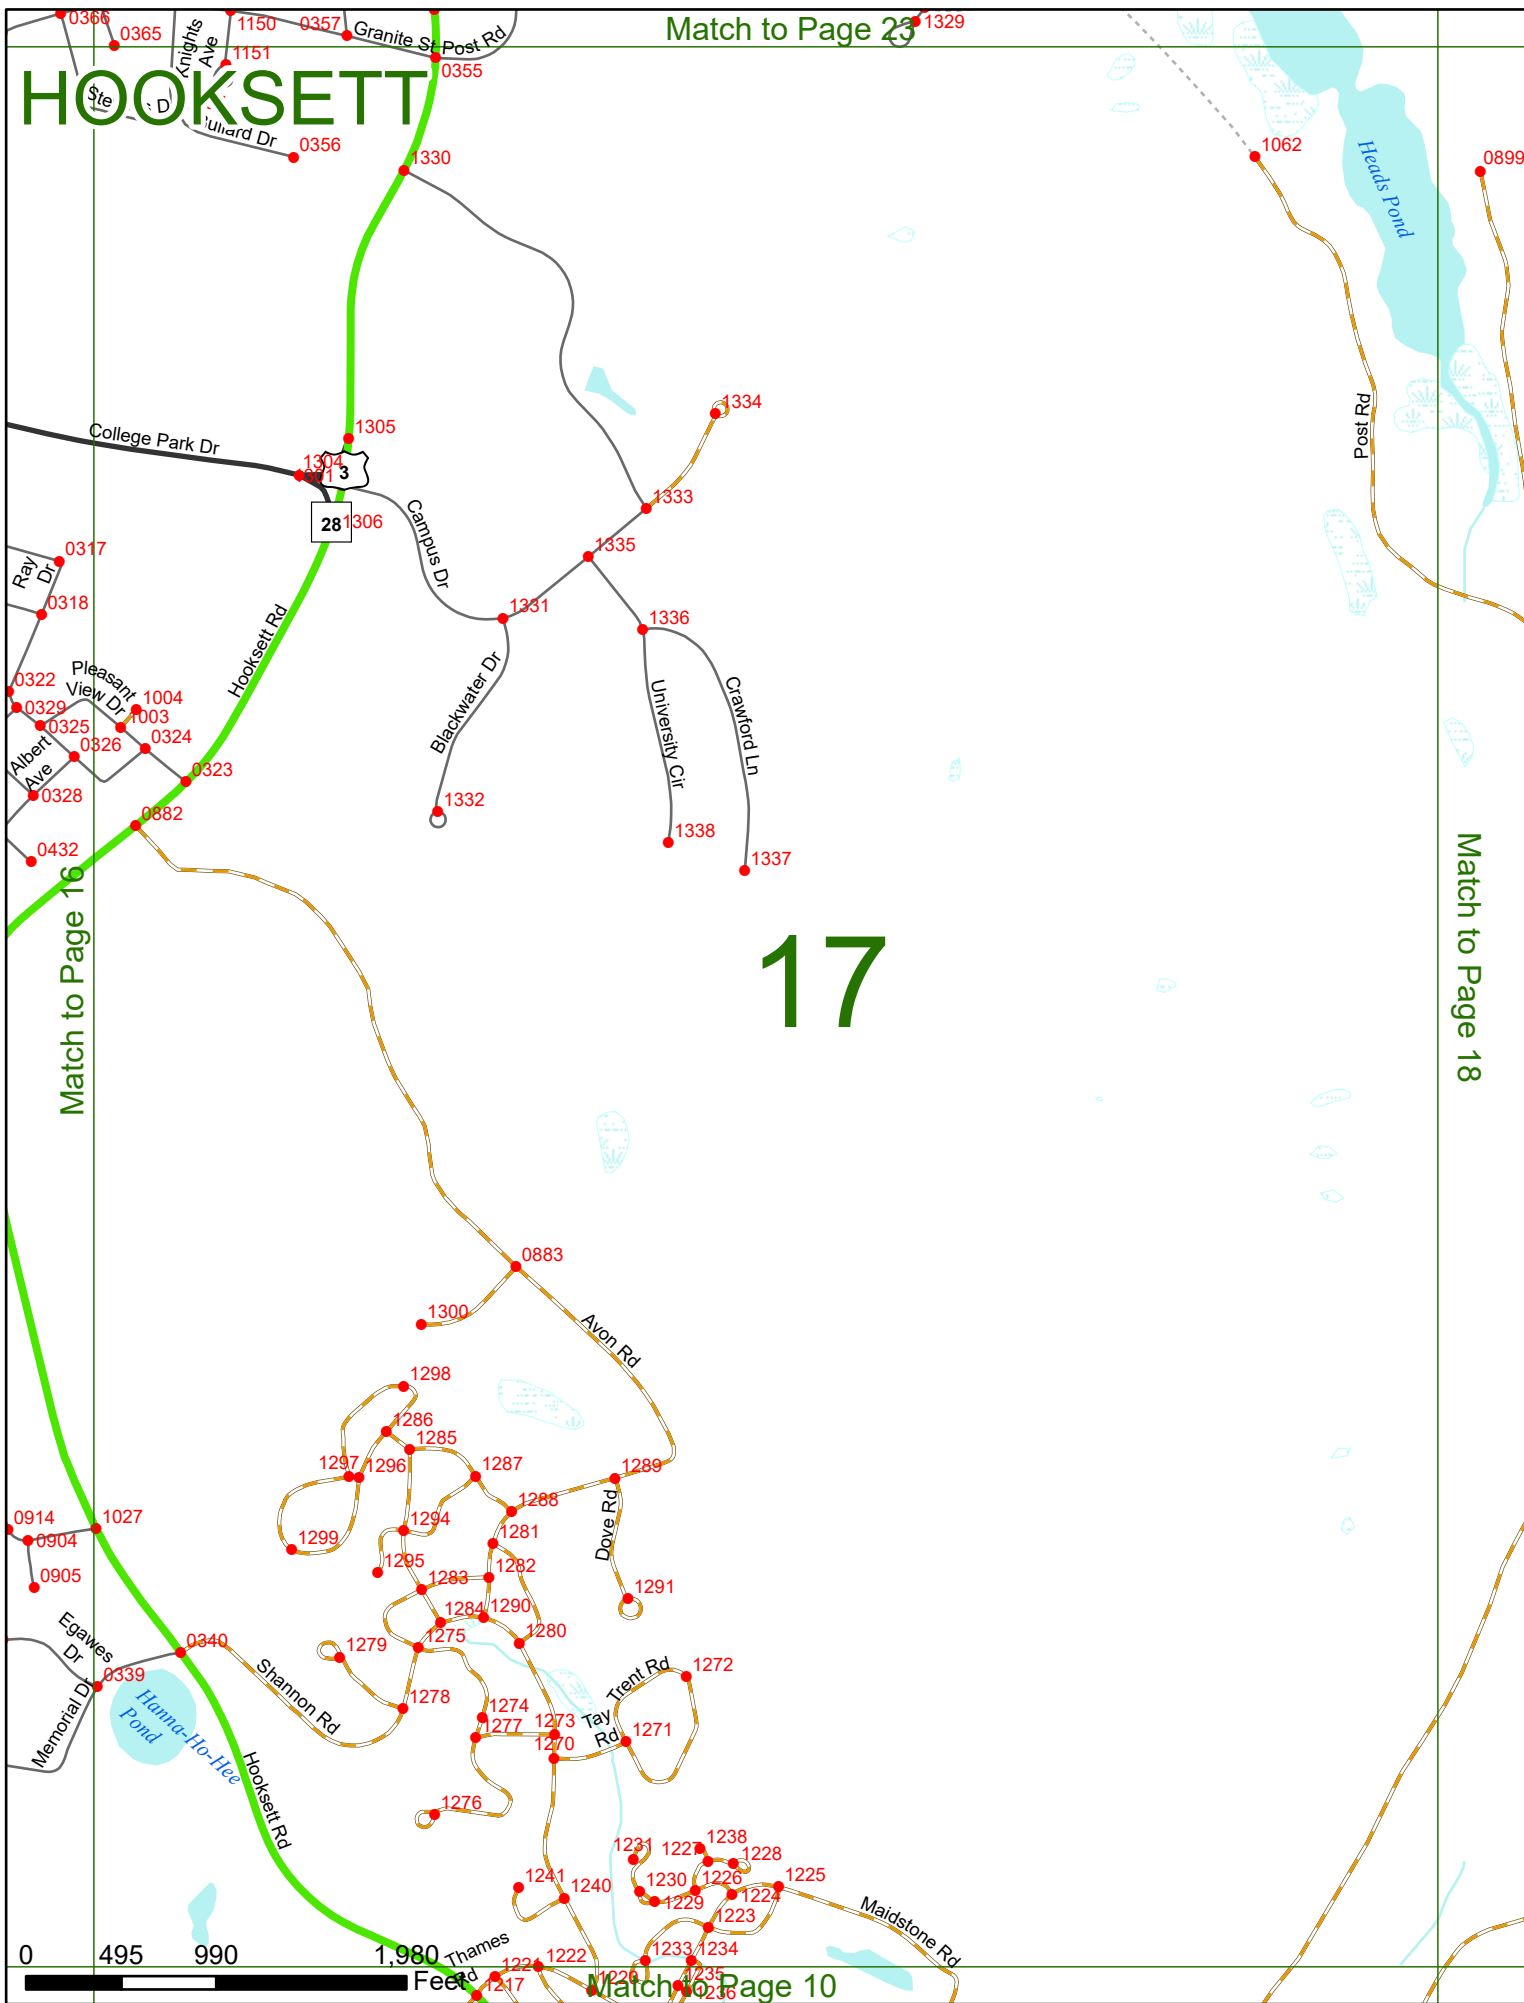 0366
0365
1150
0357
Granite St Post Rd
Match to Page 23
1329
Knights
Ave
1151
0355
HOOKSETT
0356
1330
1062
0899
Heads Pond
College Park Dr
1305
1304
3
28
1306
Campus Dr
1334
1333
1335
Post Rd
0317
Ray
Dr
0318
1331
1336
Hooksett Rd
0322
0329
Pleasant
View Dr
1004
1003
0325
0326
0324
Albert
Ave
0323
0328
0882
0432
Blackwater Dr
University Cir
Crawford Ln
1332
1338
1337
Match to Page 16
17
Match to Page 18
0883
1300
Avon Rd
1298
1286
1285
1297
1296
1287
1289
1288
0914
1027
0904
0905
1299
1294
1281
Dove Rd
1295
1282
1283
1291
1284
1290
1280
1275
Egawes
Dr
0340
0339
Memorial Dr
Hanna-Ho-Hee
Pond
Shannon Rd
1279
1278
1274
1277
1273
1270
Tay
Rd
Trent Rd
1272
1271
Hooksett Rd
1276
1231
1227
1238
1228
1241
1240
1230
1229
1226
1225
1224
1223
Maidstone Rd
0
495
990
1,980
Feet
Thames
Rd
1221
1222
1233
1234
1217
1220
1235
1236
Match to Page 10